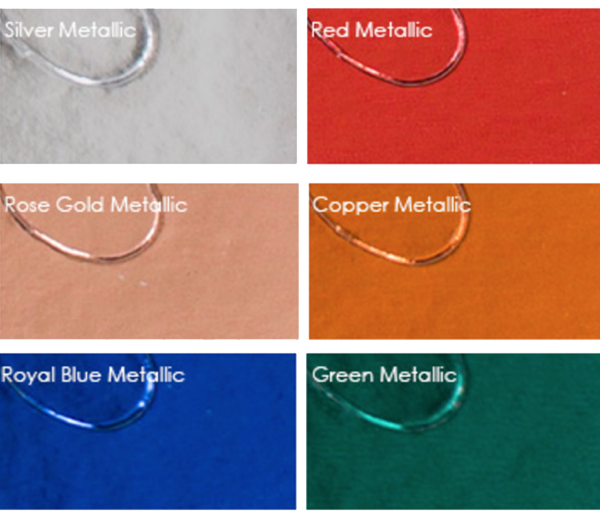 Silver Metallic
Red Metallic
Rose Gold Metallic
Copper Metallic
Royal Blue Metallic
Green Metallic